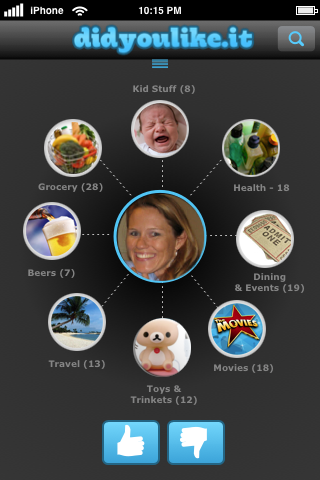 iPhone
10:15 PM
didyoulike.it
Kid Stuff (8)
Grocery (28)
Health - 18
Beers (7)
ADMIT
ONE
Dining
& Events (19)
Travel (13)
THE MOVIES
Movies (18)
Toys &
Trinkets (12)